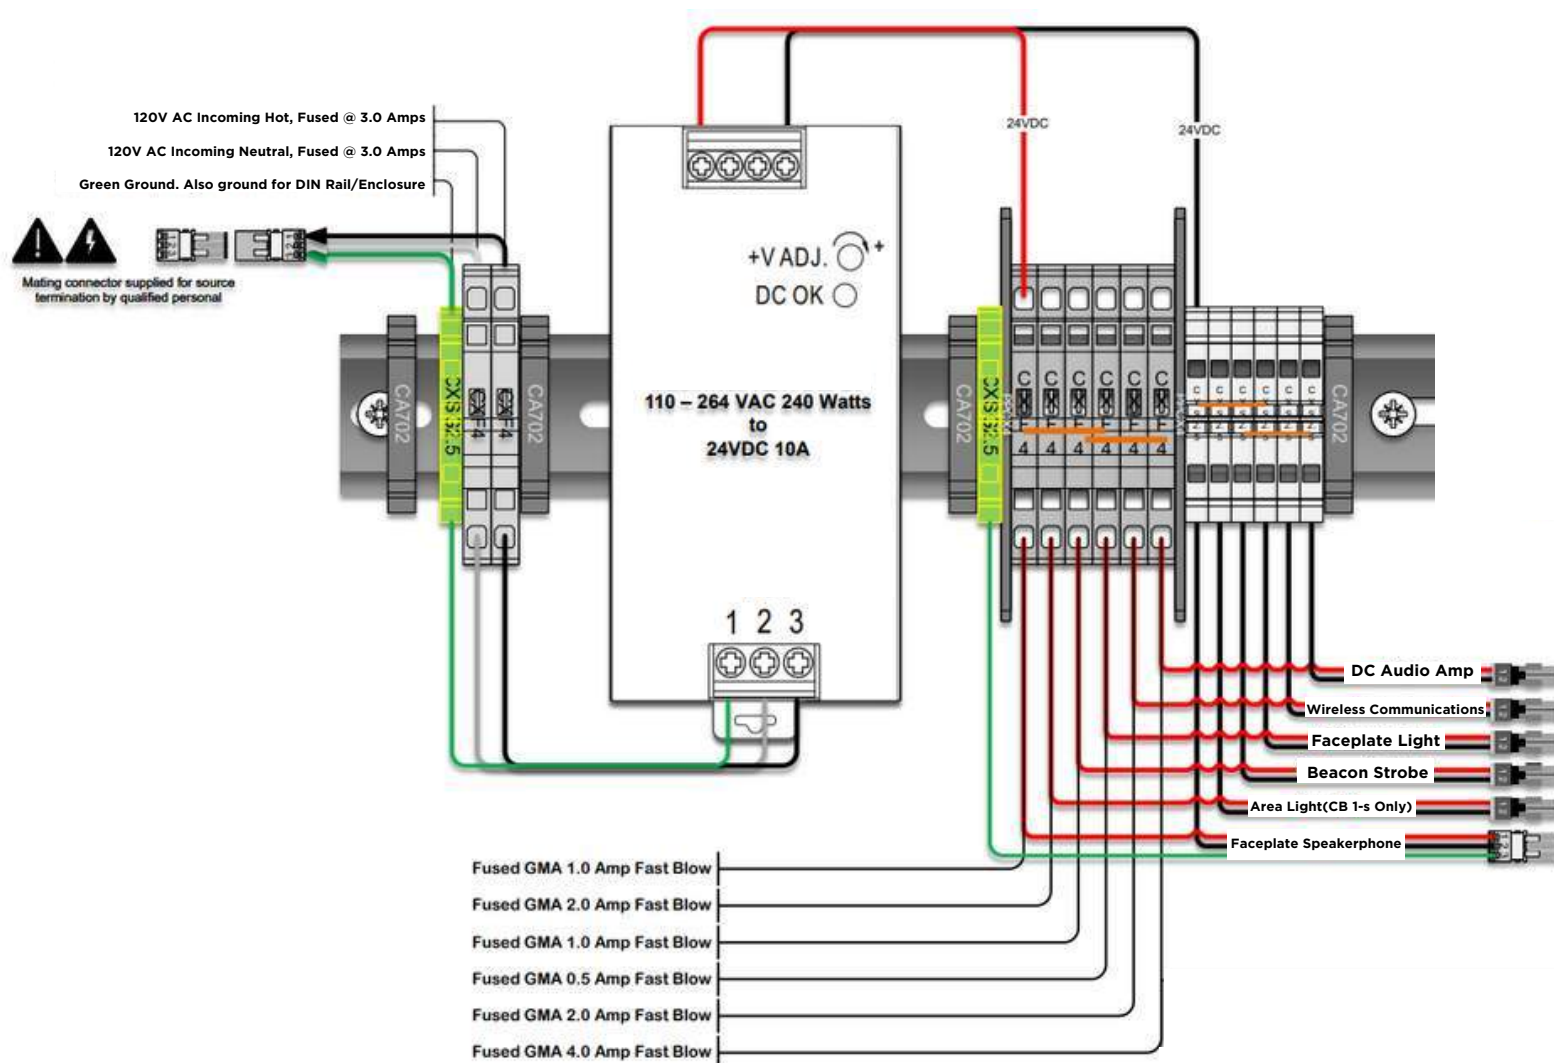 120V AC Incoming Hot, Fused @ 3.0 Amps
120V AC Incoming Neutral, Fused @ 3.0 Amps
Green Ground. Also ground for DIN Rail/Enclosure
Mating connector supplied for source
termination by qualified personal
24VDC
24VDC
+V ADJ.
+
DC OK
CA702
CXF4
CXF4
CA702
110 – 264 VAC 240 Watts
to
24VDC 10A
CA702
CA702
1 2 3
DC Audio Amp
Wireless Communications
Faceplate Light
Beacon Strobe
Area Light(CB 1-s Only)
Faceplate Speakerphone
Fused GMA 1.0 Amp Fast Blow
Fused GMA 2.0 Amp Fast Blow
Fused GMA 1.0 Amp Fast Blow
Fused GMA 0.5 Amp Fast Blow
Fused GMA 2.0 Amp Fast Blow
Fused GMA 4.0 Amp Fast Blow